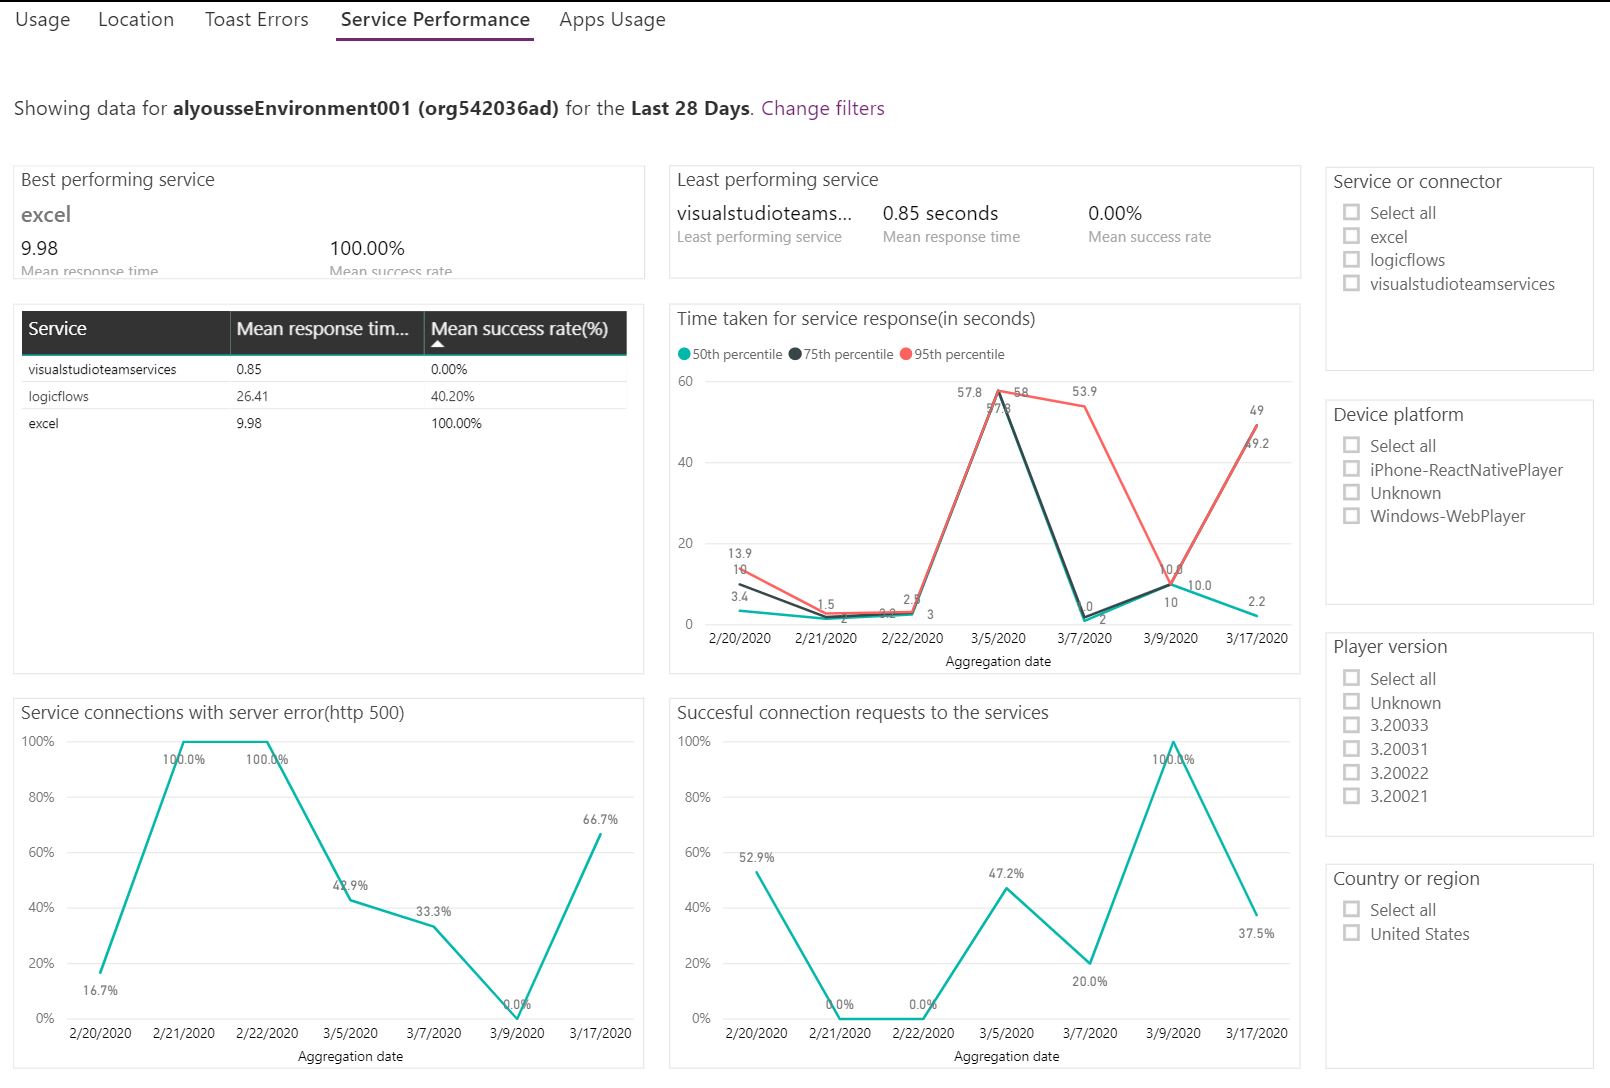 Usage Location Toast Errors Service Performance Apps Usage
Showing data for alyousseEnvironment001 (org542036ad) for the Last 28 Days. Change filters
Best performing service
excel
9.98 100.00%
Mean response time Mean success rate
Least performing service
visualstudioteams... 0.85 seconds 0.00%
Least performing service Mean response time Mean success rate
Service or connector
Select all
excel
logicflows
visualstudioteamservices
Service Mean response tim... Mean success rate(%)
visualstudioteamservices 0.85 0.00%
logicflows 26.41 40.20%
excel 9.98 100.00%
Time taken for service response(in seconds)
50th percentile 75th percentile 95th percentile
60
40
20
0
57.8 58 53.9
57.8
49
49.2
13.9
10
3.4
1.5
2
2.5
3
2
10.0
10
2.2
2/20/2020 2/21/2020 2/22/2020 3/5/2020 3/7/2020 3/9/2020 3/17/2020
Aggregation date
Device platform
Select all
iPhone-ReactNativePlayer
Unknown
Windows-WebPlayer
Player version
Select all
Unknown
3.20033
3.20031
3.20022
3.20021
Service connections with server error(http 500)
100%
80%
60%
40%
20%
0%
16.7%
100.0%
100.0%
42.9%
33.3%
0.0%
66.7%
2/20/2020 2/21/2020 2/22/2020 3/5/2020 3/7/2020 3/9/2020 3/17/2020
Aggregation date
Succesful connection requests to the services
100%
80%
60%
40%
20%
0%
52.9%
0.0%
0.0%
47.2%
20.0%
100.0%
37.5%
2/20/2020 2/21/2020 2/22/2020 3/5/2020 3/7/2020 3/9/2020 3/17/2020
Aggregation date
Country or region
Select all
United States